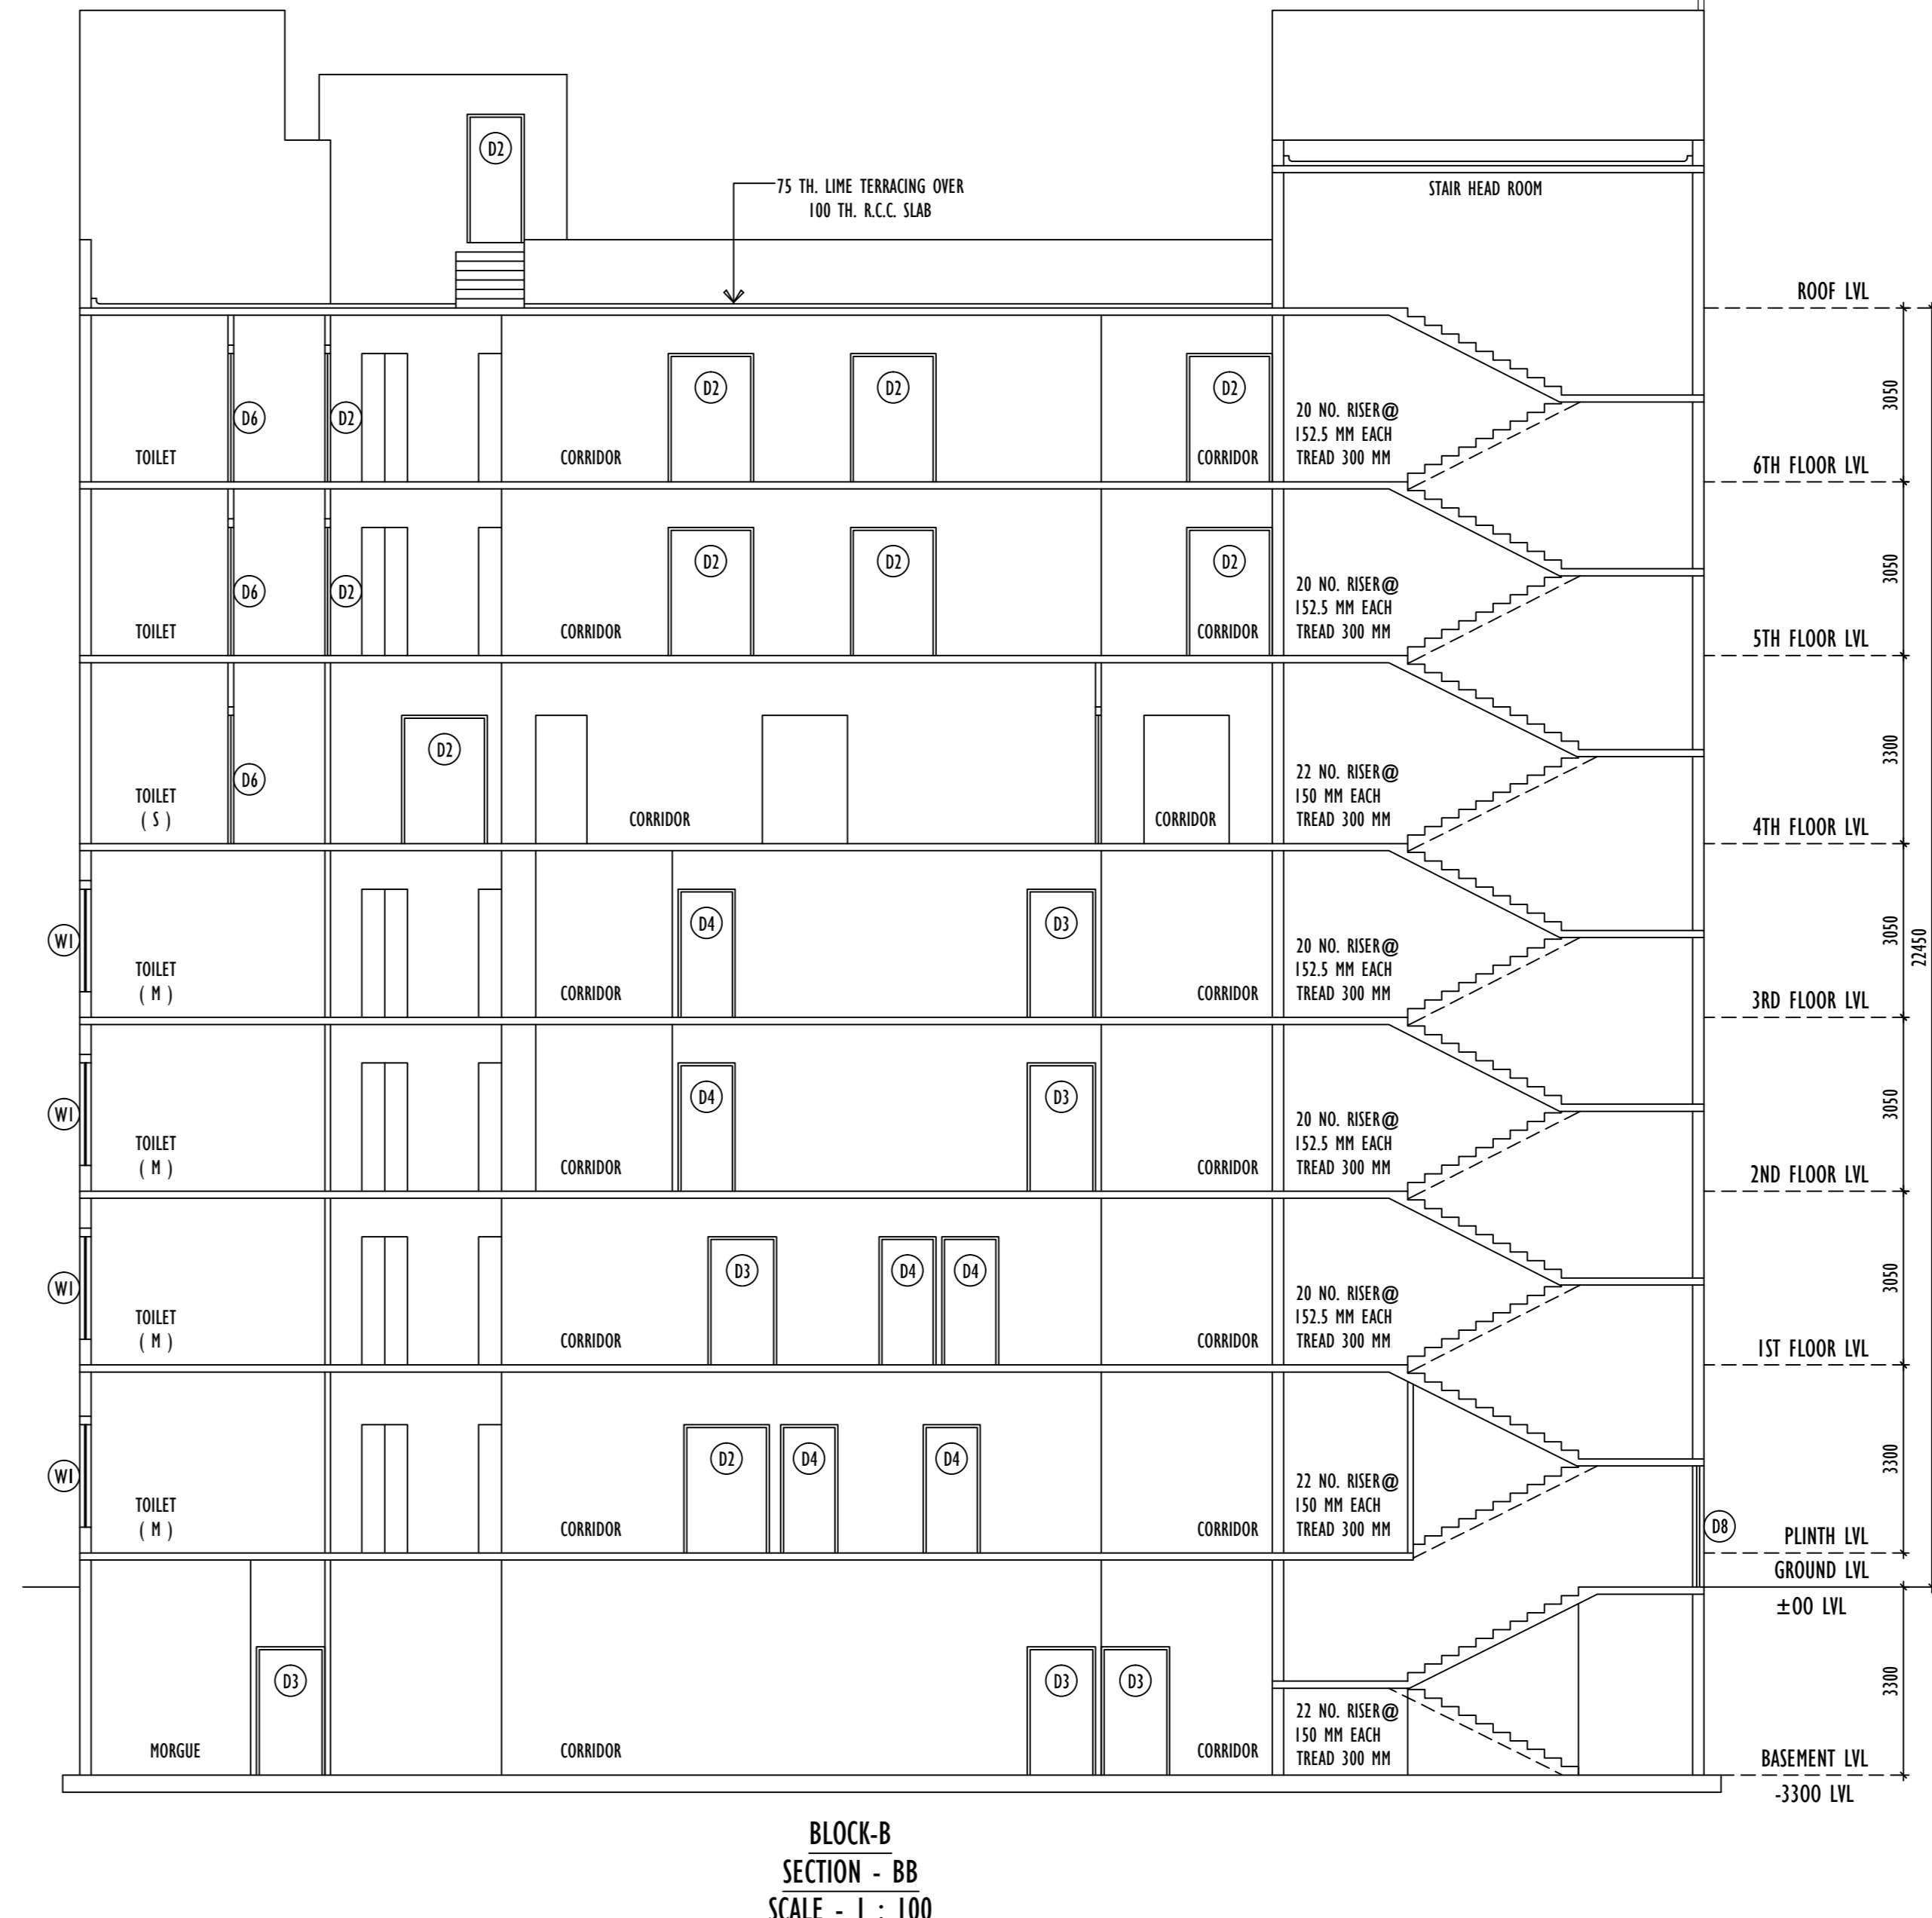 D2
75 TH. LIME TERRACING OVER
100 TH. R.C.C. SLAB
STAIR HEAD ROOM
ROOF LVL
D6
D2
D2
D2
D2
TOILET
CORRIDOR
CORRIDOR
20 NO. RISER@
152.5 MM EACH
TREAD 300 MM
3050
6TH FLOOR LVL
D6
D2
D2
D2
D2
TOILET
CORRIDOR
CORRIDOR
20 NO. RISER@
152.5 MM EACH
TREAD 300 MM
3050
5TH FLOOR LVL
D6
D2
TOILET
( S )
CORRIDOR
CORRIDOR
22 NO. RISER@
150 MM EACH
TREAD 300 MM
3300
4TH FLOOR LVL
W1
D4
D3
TOILET
( M )
CORRIDOR
CORRIDOR
20 NO. RISER@
152.5 MM EACH
TREAD 300 MM
3050
22450
3RD FLOOR LVL
W1
D4
D3
TOILET
( M )
CORRIDOR
CORRIDOR
20 NO. RISER@
152.5 MM EACH
TREAD 300 MM
3050
2ND FLOOR LVL
W1
D3
D4
D4
TOILET
( M )
CORRIDOR
CORRIDOR
20 NO. RISER@
152.5 MM EACH
TREAD 300 MM
3050
1ST FLOOR LVL
W1
D2
D4
D4
TOILET
( M )
CORRIDOR
CORRIDOR
22 NO. RISER@
150 MM EACH
TREAD 300 MM
3300
D8
PLINTH LVL
GROUND LVL
±00 LVL
D3
D3
D3
MORGUE
CORRIDOR
CORRIDOR
22 NO. RISER@
150 MM EACH
TREAD 300 MM
3300
BASEMENT LVL
-3300 LVL
BLOCK-B
SECTION - BB
SCALE - 1 : 100